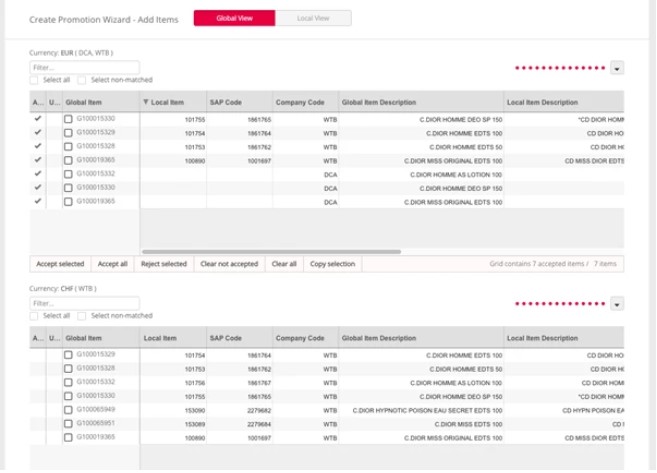 Create Promotion Wizard - Add Items Global View Local View
Currency: EUR ( DCA, WTB )
Filter...
Select all Select non-matched
A... U... Global Item Local Item SAP Code Company Code Global Item Description Local Item Description
G100015330 101755 1861765 WTB C.DIOR HOMME DEO SP 150 "CD DIOR HOMM
G100015329 101754 1861764 WTB C.DIOR HOMME EDTS 100 CD DIOR HO
G100015328 101753 1861762 WTB C.DIOR HOMME EDTS 50 CD DIOR H
G100019365 100890 1001697 WTB C.DIOR MISS ORIGINAL EDTS 100 CD MISS DIOR EDTS
G100015332 DCA C.DIOR HOMME AS LOTION 100
G100015330 DCA C.DIOR HOMME DEO SP 150
G100019365 DCA C.DIOR MISS ORIGINAL EDTS 100
Accept selected Accept all Reject selected Clear not accepted Clear all Copy selection Grid contains 7 accepted items / 7 items
Currency: CHF ( WTB )
Filter...
Select all Select non-matched
A... U... Global Item Local Item SAP Code Company Code Global Item Description Local Item Description
G100015329 101754 1861764 WTB C.DIOR HOMME EDTS 100 CD DIOR HO
G100015328 101753 1861762 WTB C.DIOR HOMME EDTS 50 CD DIOR H
G100015332 101756 1861767 WTB C.DIOR HOMME AS LOTION 100 CD DIOR HOM
G100015330 101755 1861765 WTB C.DIOR HOMME DEO SP 150 "CD DIOR HOM
G100065949 153090 2279682 WTB C.DIOR HYPNOTIC POISON EAU SECRET EDTS 100 CD HYPN POISON EA
G100065951 153089 2279684 WTB C.DIOR MISS EDTS 100 CD DIOR M
G100019365 100890 1001697 WTB C.DIOR MISS ORIGINAL EDTS 100 CD MISS DIOR EDTS